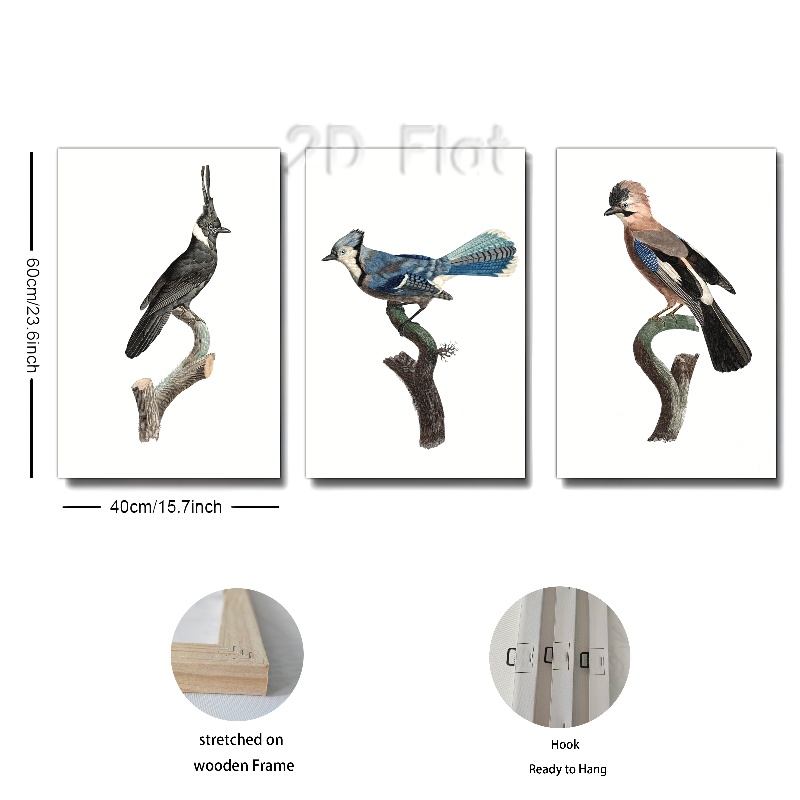 2D Flat
60cm/23.6inch
40cm/15.7inch
stretched on
wooden Frame
Hook
Ready to Hang